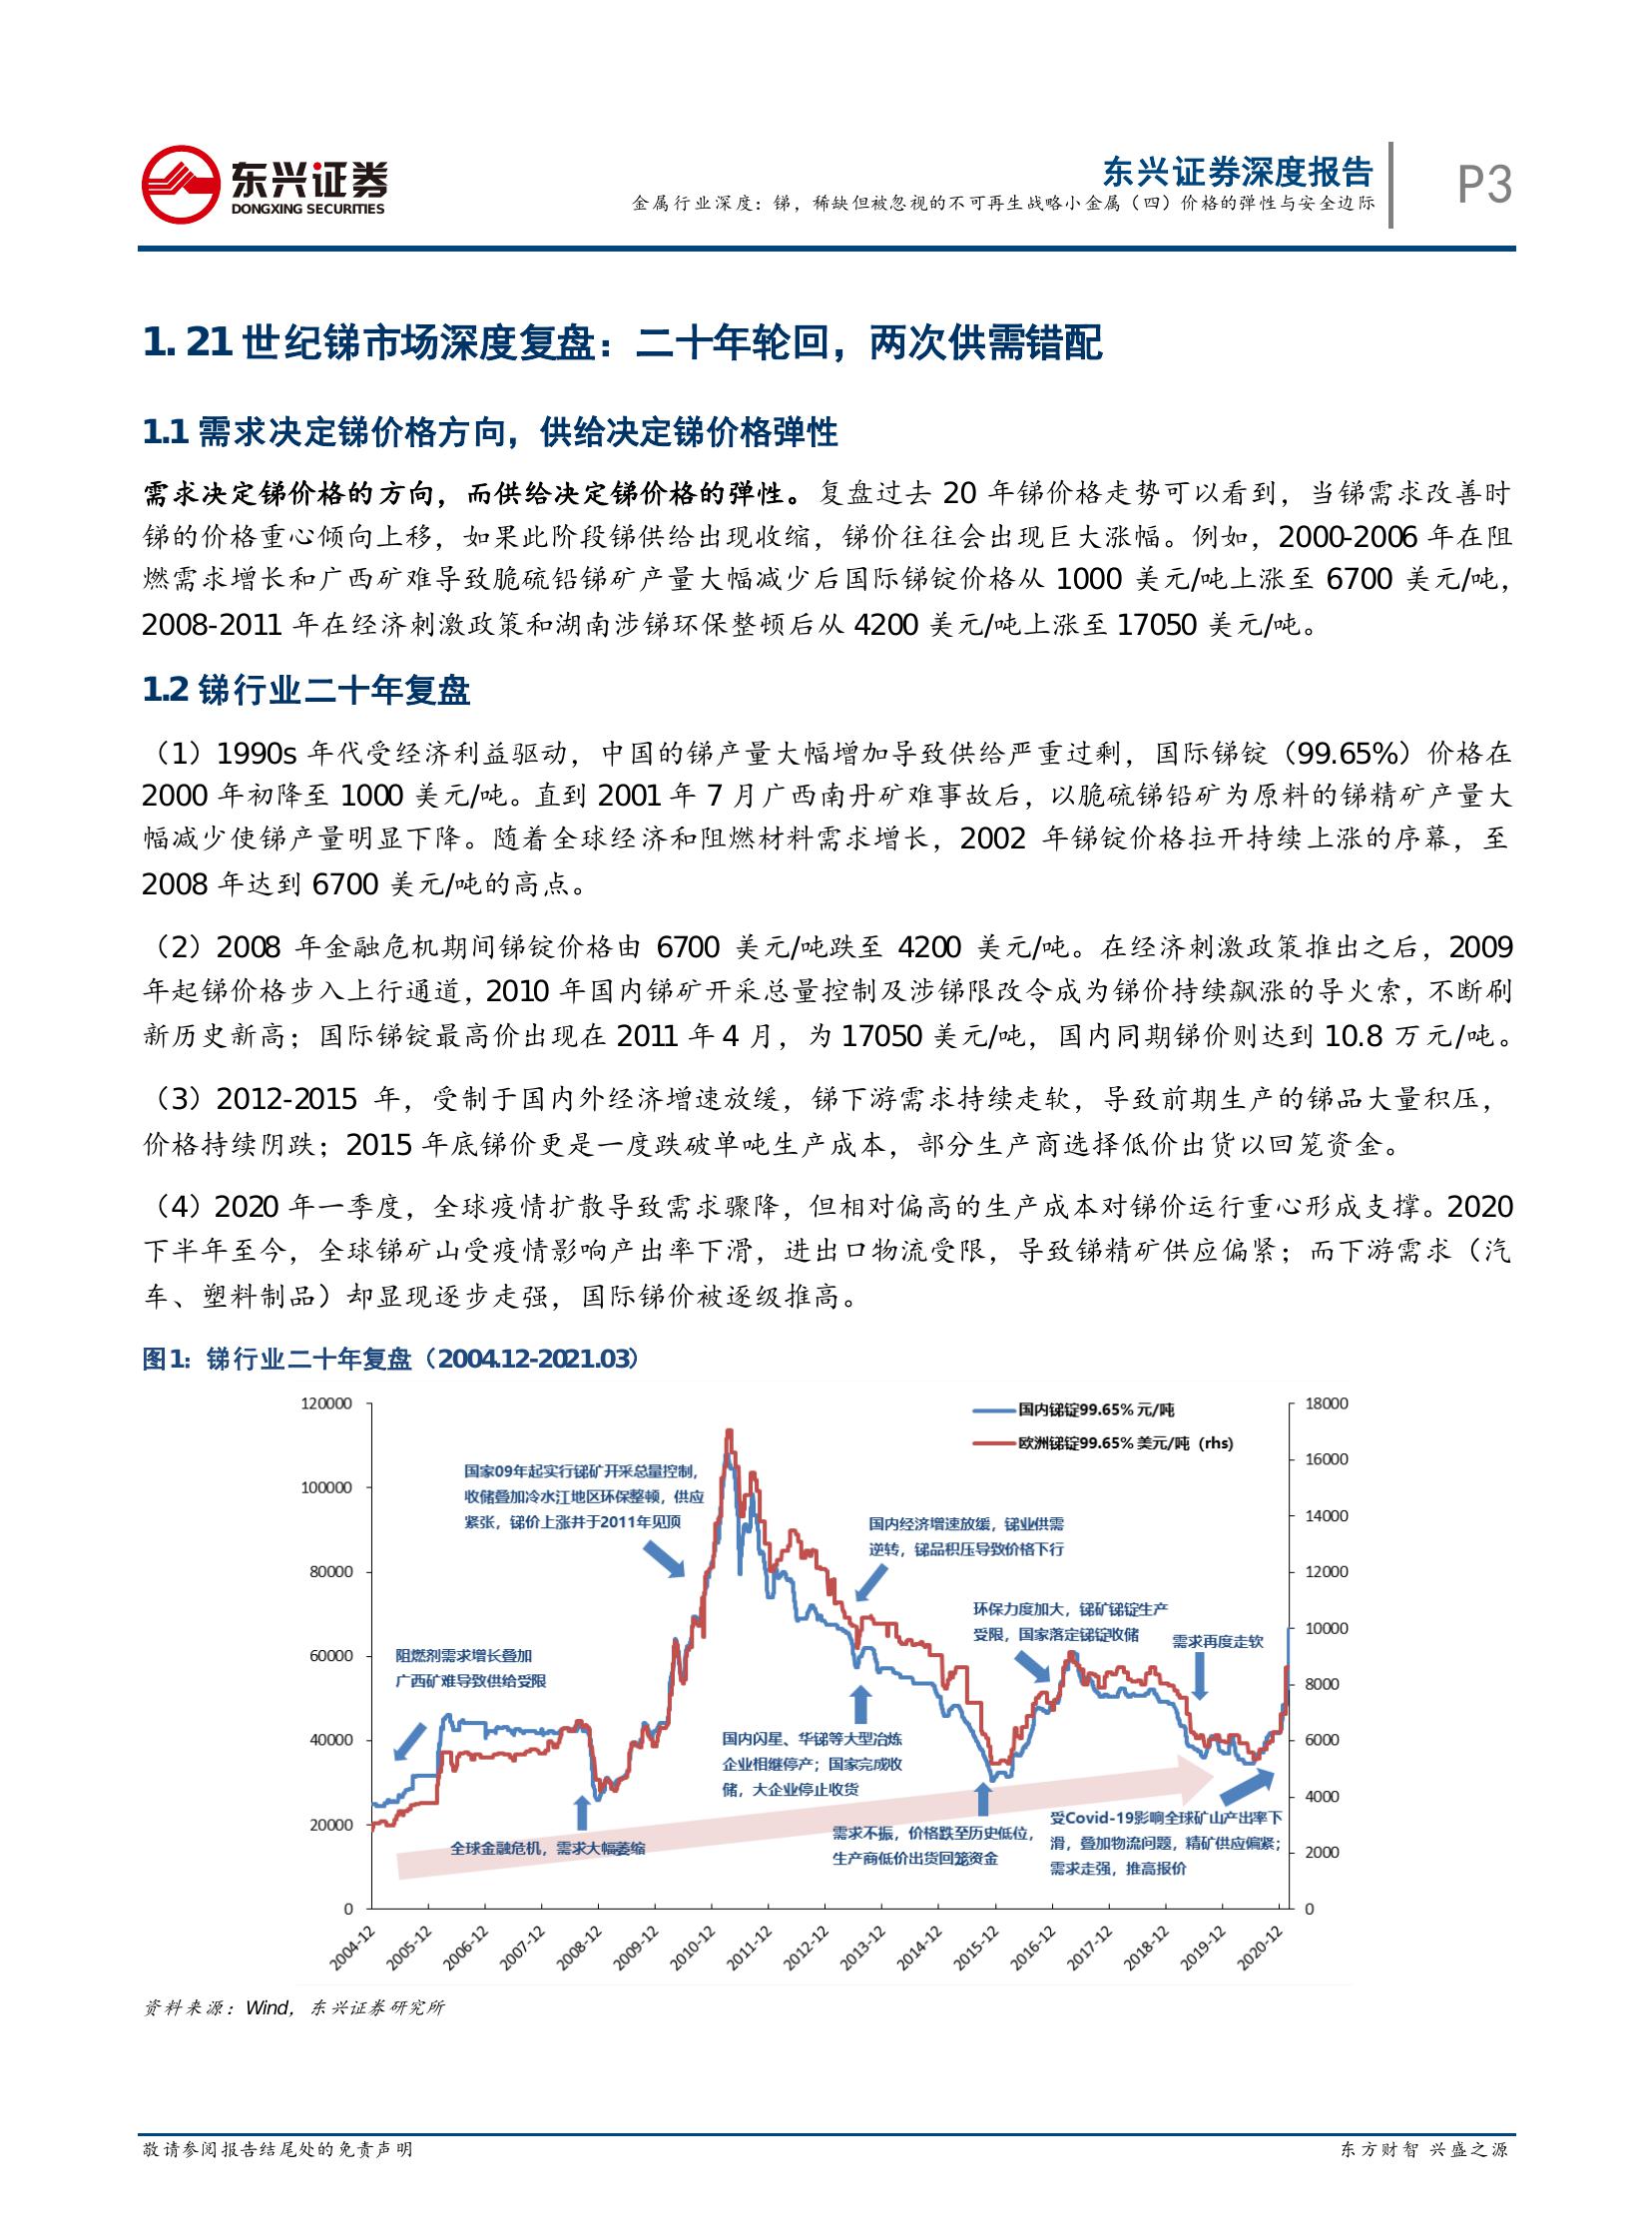 东兴证券
DONGXING SECURITIES
东兴证券深度报告
金属行业深度：锑，稀缺但被忽视的不可再生战略小金属（四）价格的弹性与安全边际
P3
1. 21 世纪锑市场深度复盘：二十年轮回，两次供需错配
1.1 需求决定锑价格方向，供给决定锑价格弹性
需求决定锑价格的方向，而供给决定锑价格的弹性。复盘过去 20 年锑价格走势可以看到，当锑需求改善时
锑的价格重心倾向上移，如果此阶段锑供给出现收缩，锑价往往会出现巨大涨幅。例如，2000-2006 年在阻
燃需求增长和广西矿难导致脆硫铅锑矿产量大幅减少后国际锑锭价格从 1000 美元/吨上涨至 6700 美元/吨，
2008-2011 年在经济刺激政策和湖南涉锑环保整顿后从 4200 美元/吨上涨至 17050 美元/吨。
1.2 锑行业二十年复盘
（1）1990s 年代受经济利益驱动，中国的锑产量大幅增加导致供给严重过剩，国际锑锭（99.65%）价格在
2000 年初降至 1000 美元/吨。直到 2001 年 7 月广西南丹矿难事故后，以脆硫锑铅矿为原料的锑精矿产量大
幅减少使锑产量明显下降。随着全球经济和阻燃材料需求增长，2002 年锑锭价格拉开持续上涨的序幕，至
2008 年达到 6700 美元/吨的高点。
（2）2008 年金融危机期间锑锭价格由 6700 美元/吨跌至 4200 美元/吨。在经济刺激政策推出之后，2009
年起锑价格步入上行通道，2010 年国内锑矿开采总量控制及涉锑限改令成为锑价持续飙涨的导火索，不断刷
新历史新高；国际锑锭最高价出现在 2011 年 4 月，为 17050 美元/吨，国内同期锑价则达到 10.8 万元/吨。
（3）2012-2015 年，受制于国内外经济增速放缓，锑下游需求持续走软，导致前期生产的锑品大量积压，
价格持续阴跌；2015 年底锑价更是一度跌破单吨生产成本，部分生产商选择低价出货以回笼资金。
（4）2020 年一季度，全球疫情扩散导致需求骤降，但相对偏高的生产成本对锑价运行重心形成支撑。2020
下半年至今，全球锑矿山受疫情影响产出率下滑，进出口物流受限，导致锑精矿供应偏紧；而下游需求（汽
车、塑料制品）却显现逐步走强，国际锑价被逐级推高。
图1：锑行业二十年复盘（2004.12-2021.03）
120000
100000
80000
60000
40000
20000
0
18000
16000
14000
12000
10000
8000
6000
4000
2000
0
国内锑锭99.65% 元/吨
欧洲锑锭99.65% 美元/吨（rhs）
国家09年起实行锑矿开采总量控制，
收储叠加冷水江地区环保整顿，供应
紧张，锑价上涨并于2011年见顶
国内经济增速放缓，锑业供需
逆转，锑品积压导致价格下行
环保力度加大，锑矿锑锭生产
受限，国家落定锑锭收储
需求再度走软
阻燃剂需求增长叠加
广西矿难导致供给受限
国内闪星、华锑等大型冶炼
企业相继停产；国家完成收
储，大企业停止收货
全球金融危机，需求大幅萎缩
需求不振，价格跌至历史低位，
生产商低价出货回笼资金
受Covid-19影响全球矿山产出率下
滑，叠加物流问题，精矿供应偏紧；
需求走强，推高报价
2004-12
2005-12
2006-12
2007-12
2008-12
2009-12
2010-12
2011-12
2012-12
2013-12
2014-12
2015-12
2016-12
2017-12
2018-12
2019-12
2020-12
资料来源：Wind，东兴证券研究所
敬请参阅报告结尾处的免责声明
东方财智 兴盛之源